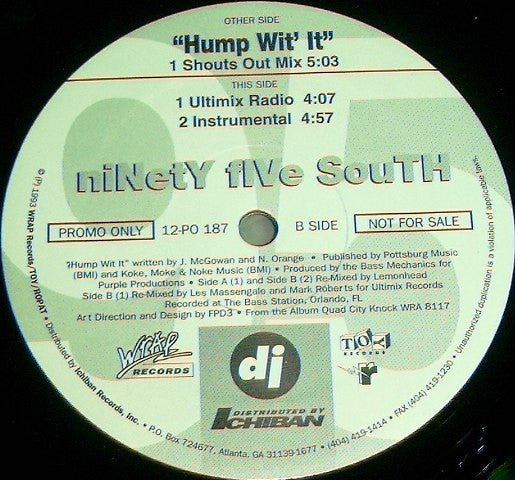 OTHER SIDE
"Hump Wit' It"
1 Shouts Out Mix 5:03
THIS SIDE
1 Ultimix Radio 4:07
2 Instrumental 4:57
niNetY fIVe SouTH
PROMO ONLY 12-PO 187 B SIDE NOT FOR SALE
"Hump Wit It" written by J. McGowan and N. Orange • Published by Pottsburg Music
(BMI) and Koke, Moke & Noke Music (BMI) • Produced by the Bass Mechanics for
Purple Productions • Side A (1) and Side B (2) Re-Mixed by Lemonhead
Side B (1) Re-Mixed by Les Massengale and Mark Roberts for Ultimix Records
Recorded at The Bass Station, Orlando, FL
Art Direction and Design by FPD3 • From the Album Quad City Knock WRA 8117
WRAP
RECORDS
dj
DISTRIBUTED BY
ICHIBAN
TOY
RECORDS
(P) 1993 WRAP Records/TOY/ROPAT • Distributed by Ichiban Records, Inc. • P.O. Box 724677, Atlanta, GA 31139-1677 • (404) 419-1414 • FAX (404) 419-1230 • Unauthorized duplication is a violation of applicable laws.